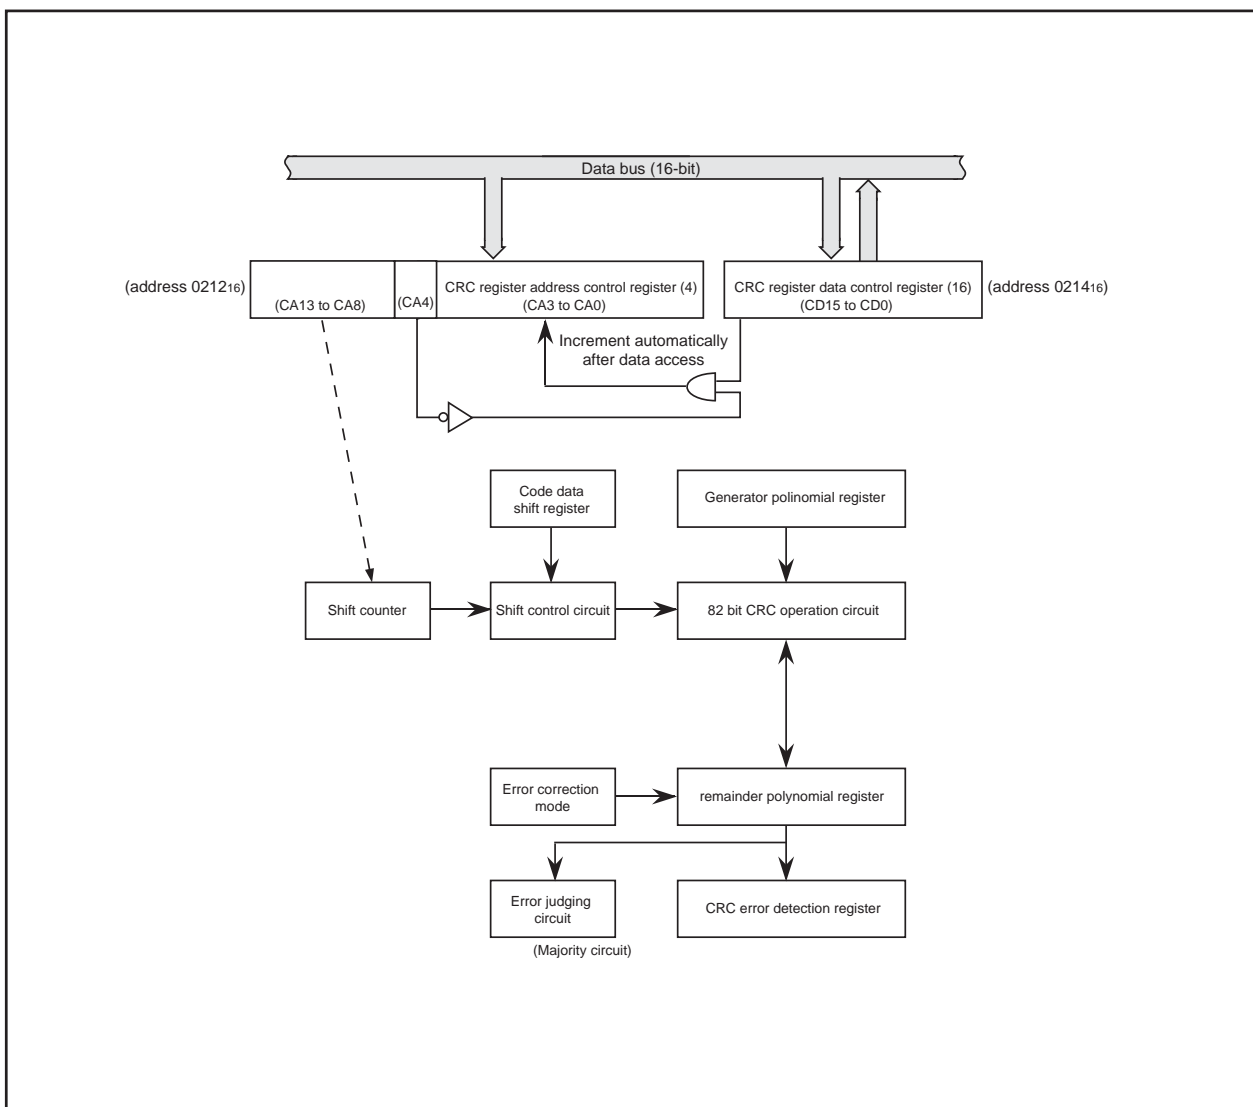 Data bus (16-bit)
(address 021216)
(CA13 to CA8)
(CA4)
CRC register address control register (4)
(CA3 to CA0)
CRC register data control register (16)
(CD15 to CD0)
(address 021416)
Increment automatically
after data access
Code data
shift register
Generator polinomial register
Shift counter
Shift control circuit
82 bit CRC operation circuit
Error correction
mode
remainder polynomial register
Error judging
circuit
CRC error detection register
(Majority circuit)